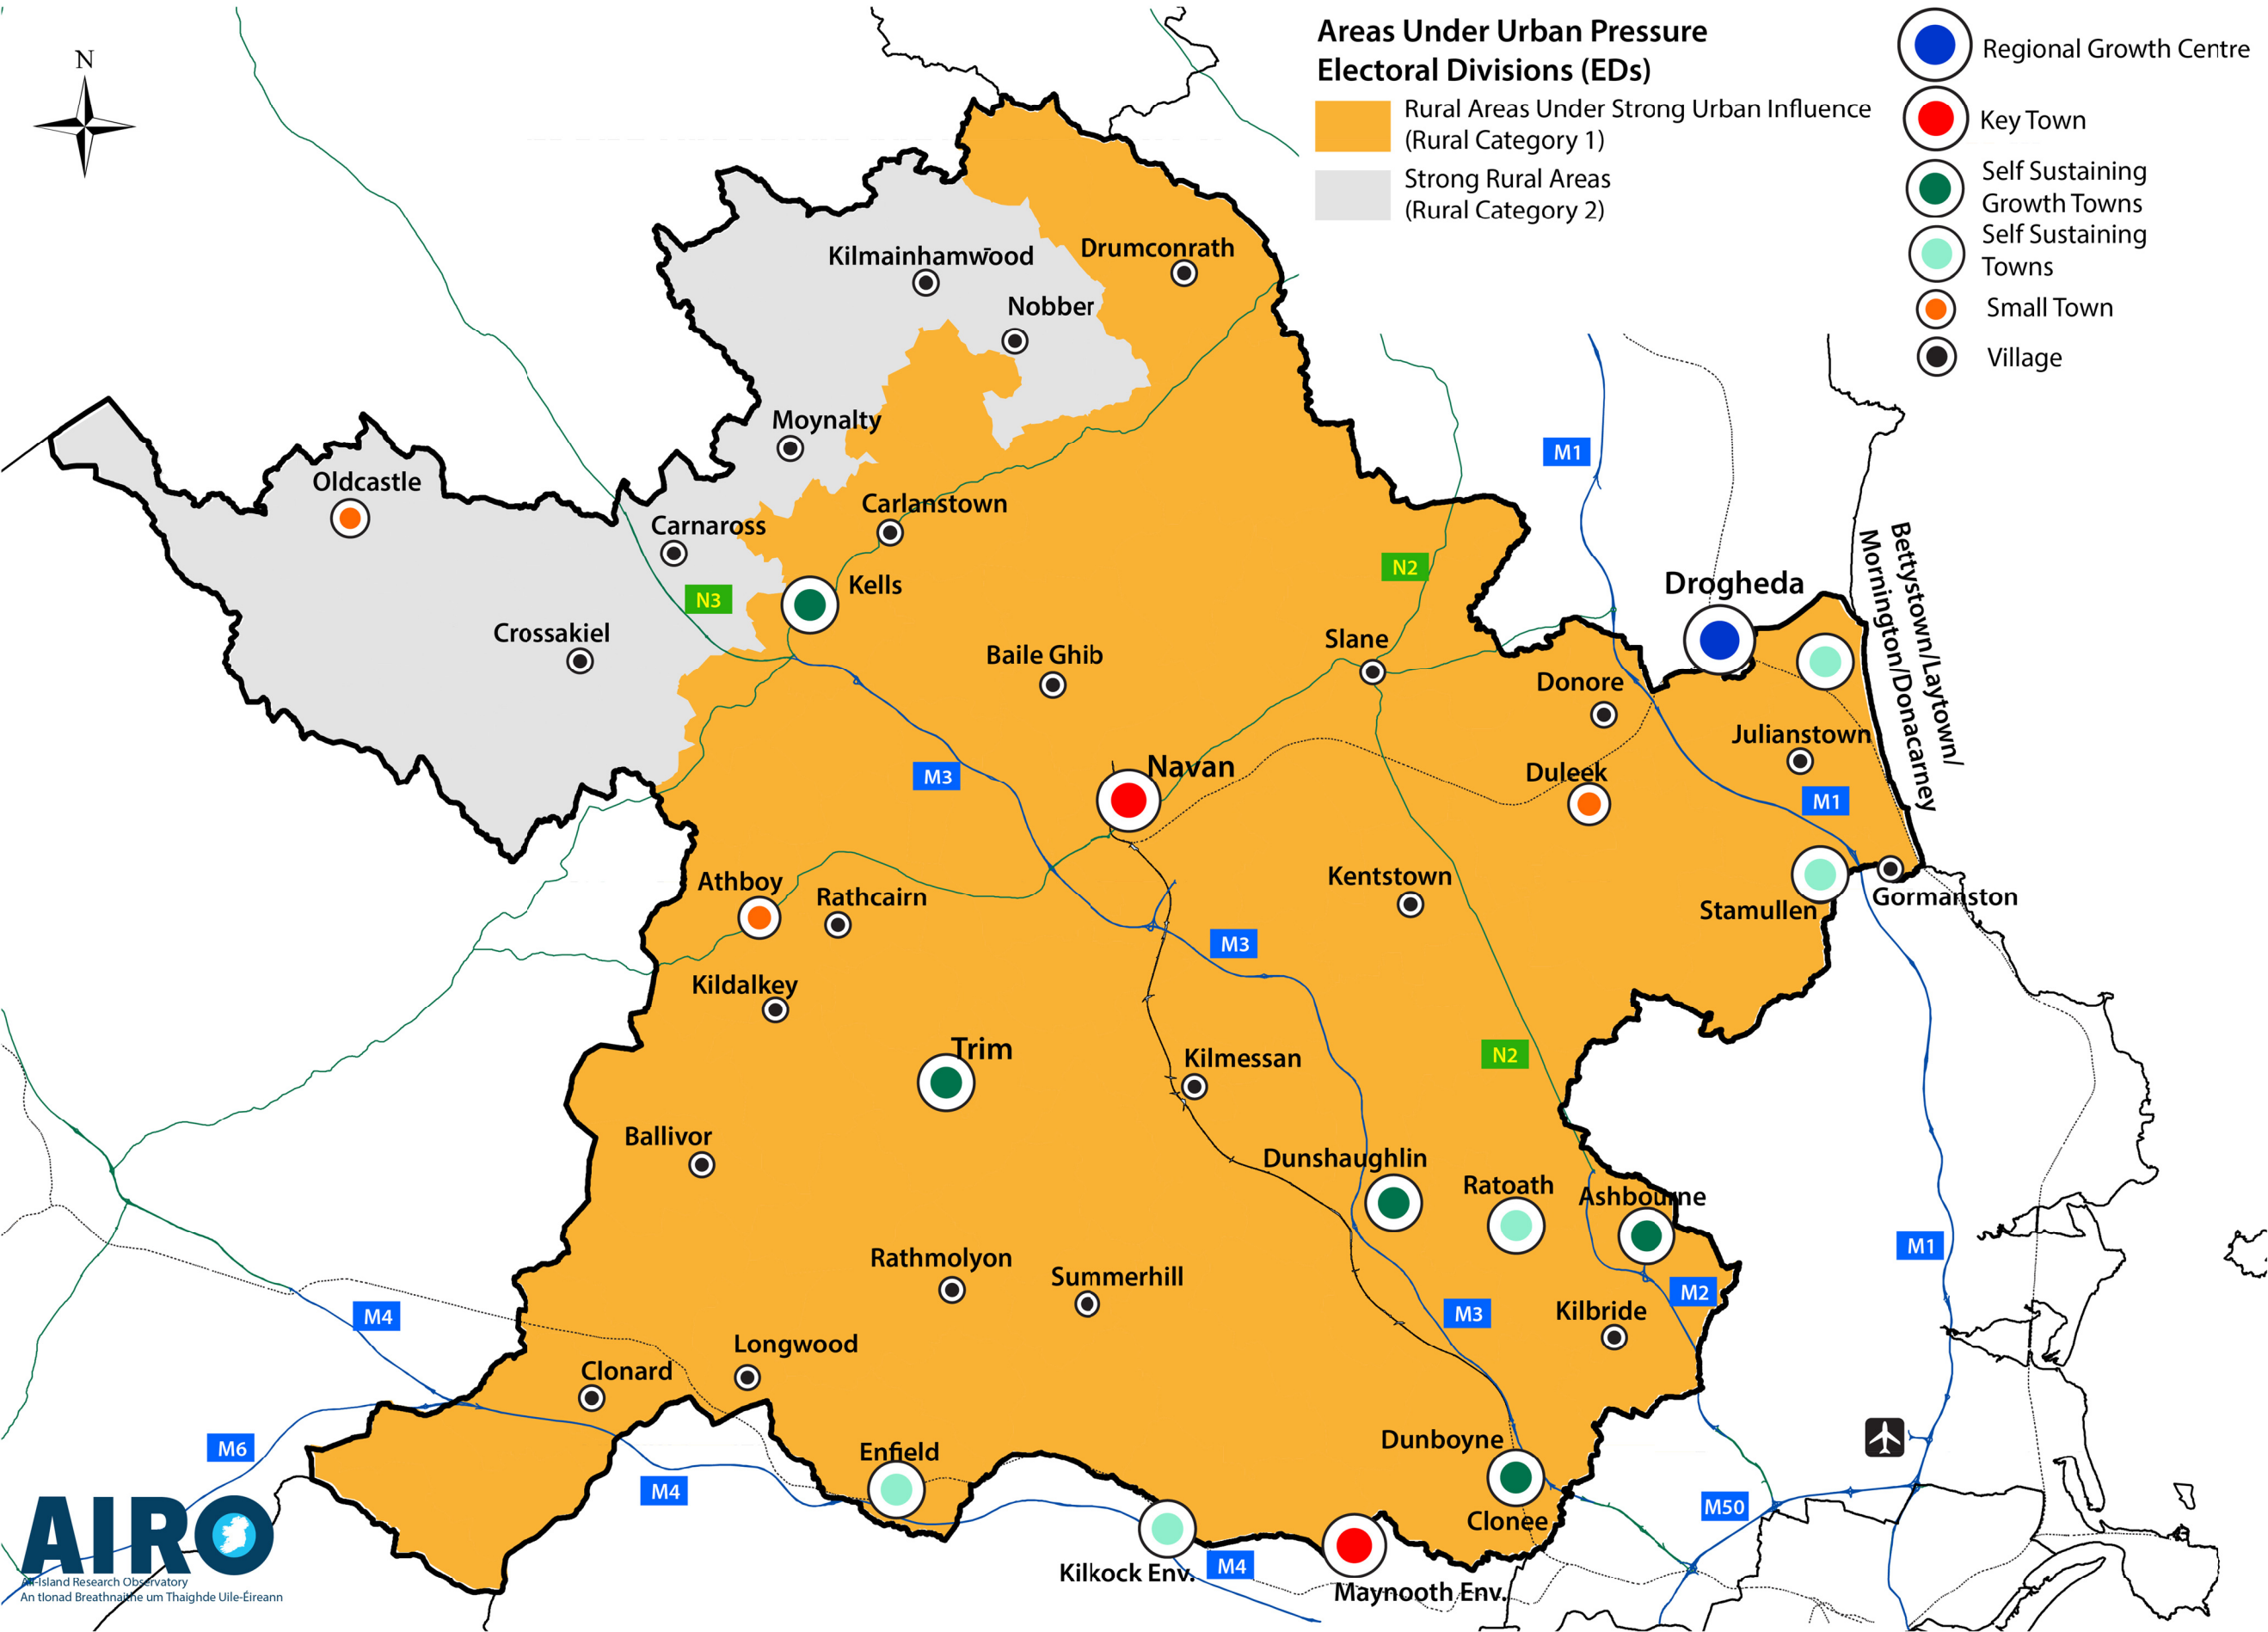 N
Areas Under Urban Pressure
Electoral Divisions (EDs)
Rural Areas Under Strong Urban Influence
(Rural Category 1)
Strong Rural Areas
(Rural Category 2)
Regional Growth Centre
Key Town
Self Sustaining
Growth Towns
Self Sustaining
Towns
Small Town
Village
Kilmainhamwood
Drumconrath
Nobber
Moynalty
M1
Oldcastle
Carnaross
Carlanstown
N2
Kells
N3
Drogheda
Bettystown/Laytown/
Mornington/Donacarney
Crossakiel
Baile Ghib
Slane
Donore
Julianstown
Navan
M3
Duleek
M1
Athboy
Rathcairn
Kentstown
Stamullen
Gormanston
M3
Kildalkey
Trim
Kilmessan
N2
Ballivor
Dunshaughlin
Ratoath
Ashbourne
M1
Rathmolyon
Summerhill
M2
M4
M3
Kilbride
Longwood
Clonard
M6
Enfield
Dunboyne
M4
M50
Clonee
Kilkock Env.
M4
Maynooth Env.
AIRO
All-Island Research Observatory
An tIonad Breathnaithe um Thaighde Uile-Éireann